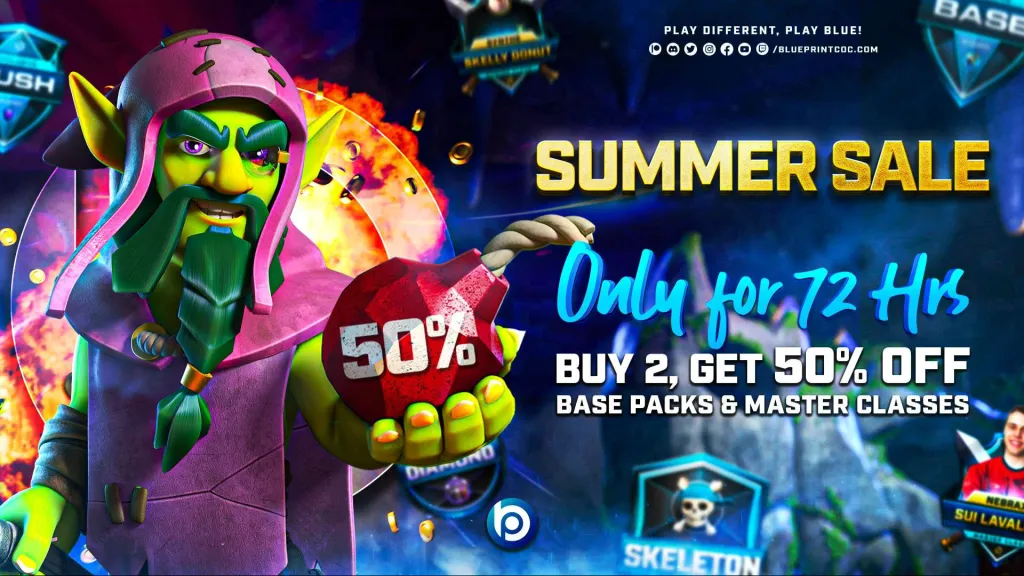 PLAY DIFFERENT, PLAY BLUE!
/BLUEPRINTCOC.COM
BASE
SKELLY DONUT
SUMMER SALE
Only for 72 Hrs
50%
BUY 2, GET 50% OFF
BASE PACKS & MASTER CLASSES
DIAMOND
SKELETON
NEBRA
SUI LAVAL